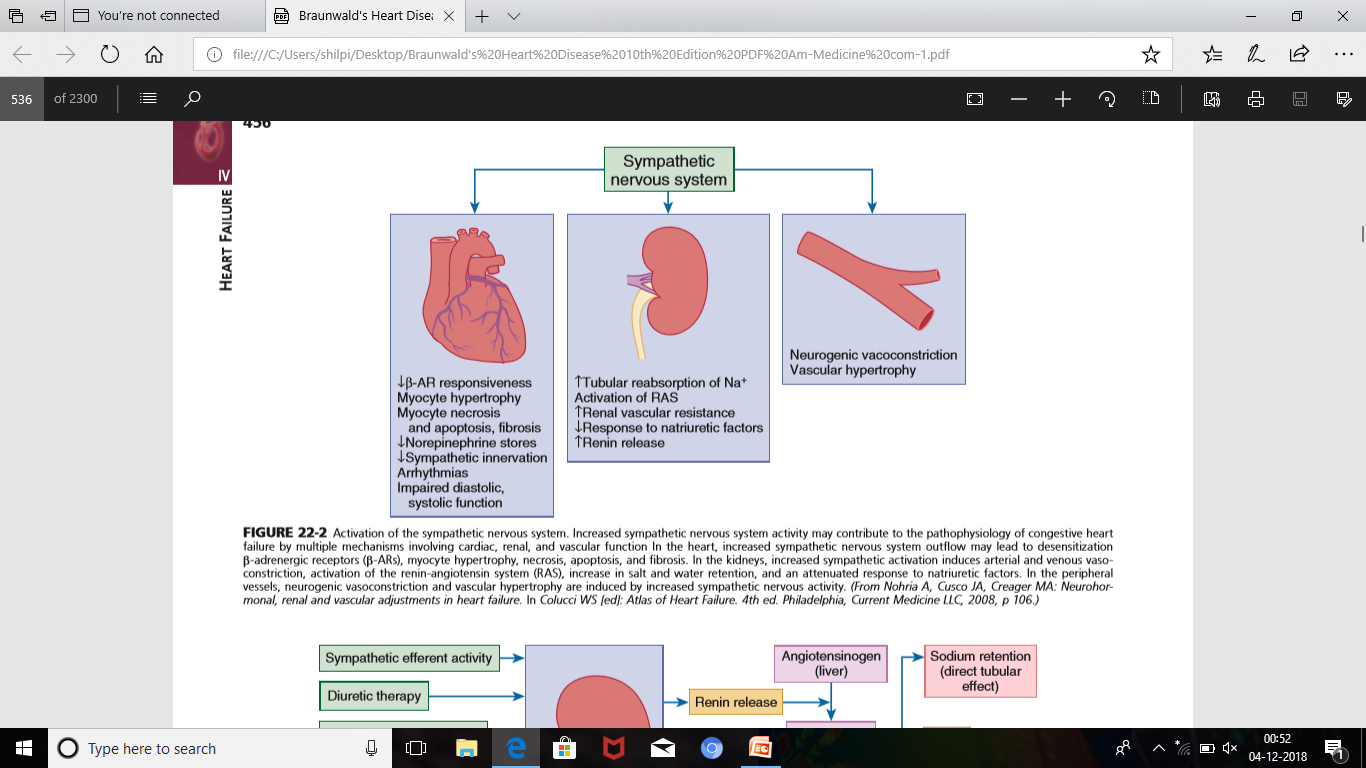 You're not connected
Braunwald's Heart Disea
file:///C:/Users/shilpi/Desktop/Braunwald's%20Heart%20Disease%2010th%20Edition%20PDF%20Am-Medicine%20com-1.pdf
536 of 2300
456
IV
HEART FAILURE
Sympathetic
nervous system
↓β-AR responsiveness
Myocyte hypertrophy
Myocyte necrosis
and apoptosis, fibrosis
↓Norepinephrine stores
↓Sympathetic innervation
Arrhythmias
Impaired diastolic,
systolic function
↑Tubular reabsorption of Na⁺
Activation of RAS
↑Renal vascular resistance
↓Response to natriuretic factors
↑Renin release
Neurogenic vacoconstriction
Vascular hypertrophy
FIGURE 22-2 Activation of the sympathetic nervous system. Increased sympathetic nervous system activity may contribute to the pathophysiology of congestive heart
failure by multiple mechanisms involving cardiac, renal, and vascular function In the heart, increased sympathetic nervous system outflow may lead to desensitization
β-adrenergic receptors (β-ARs), myocyte hypertrophy, necrosis, apoptosis, and fibrosis. In the kidneys, increased sympathetic activation induces arterial and venous vaso-
constriction, activation of the renin-angiotensin system (RAS), increase in salt and water retention, and an attenuated response to natriuretic factors. In the peripheral
vessels, neurogenic vasoconstriction and vascular hypertrophy are induced by increased sympathetic nervous activity. (From Nohria A, Cusco JA, Creager MA: Neurohor-
monal, renal and vascular adjustments in heart failure. In Colucci WS [ed]: Atlas of Heart Failure. 4th ed. Philadelphia, Current Medicine LLC, 2008, p 106.)
Sympathetic efferent activity
Diuretic therapy
Renin release
Angiotensinogen
(liver)
Sodium retention
(direct tubular
effect)
Type here to search
00:52
04-12-2018
1